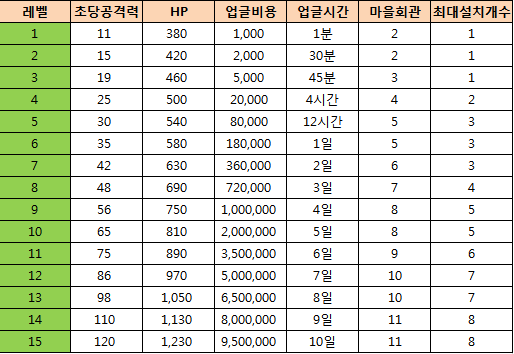 레벨 초당공격력 HP 업글비용 업글시간 마을회관 최대설치개수
1 11 380 1,000 1분 2 1
2 15 420 2,000 30분 2 1
3 19 460 5,000 45분 3 1
4 25 500 20,000 4시간 4 2
5 30 540 80,000 12시간 5 3
6 35 580 180,000 1일 5 3
7 42 630 360,000 2일 6 3
8 48 690 720,000 3일 7 4
9 56 750 1,000,000 4일 8 5
10 65 810 2,000,000 5일 8 5
11 75 890 3,500,000 6일 9 6
12 86 970 5,000,000 7일 10 7
13 98 1,050 6,500,000 8일 10 7
14 110 1,130 8,000,000 9일 11 8
15 120 1,230 9,500,000 10일 11 8